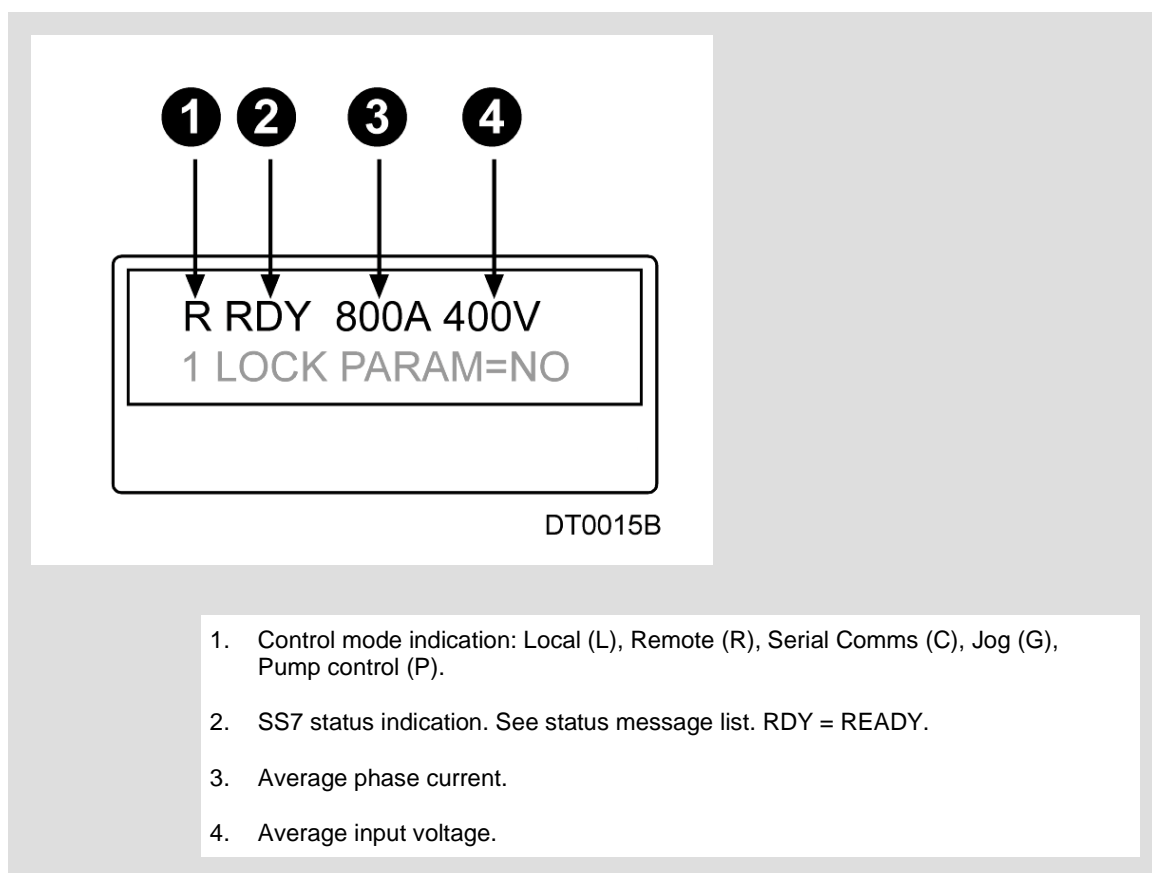 1 2 3 4
R RDY 800A 400V
1 LOCK PARAM=NO
DT0015B
1. Control mode indication: Local (L), Remote (R), Serial Comms (C), Jog (G),
Pump control (P).
2. SS7 status indication. See status message list. RDY = READY.
3. Average phase current.
4. Average input voltage.